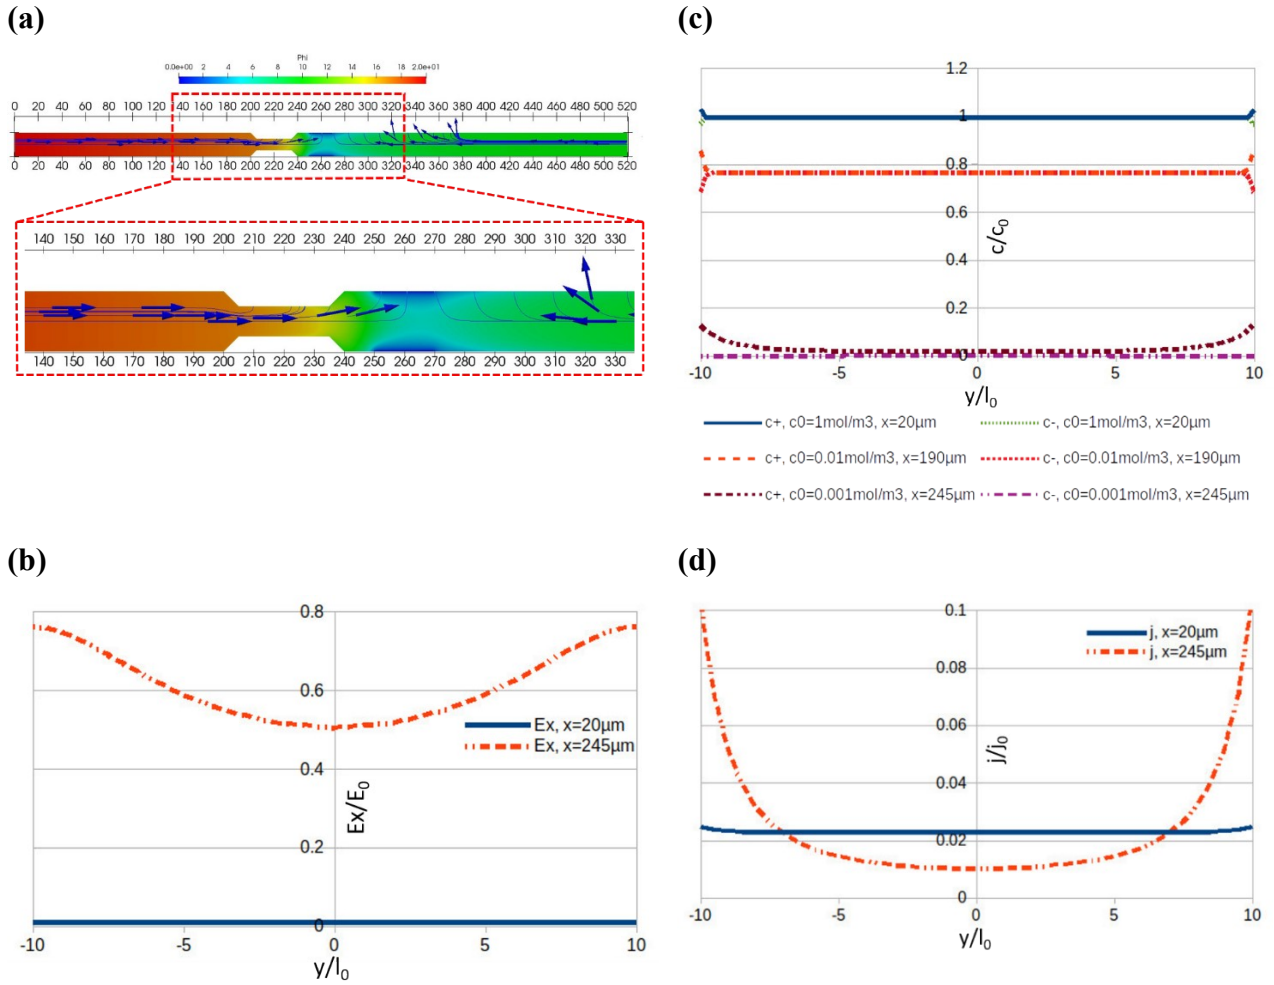 (a)
Phi
0.0e+00 2 4 6 8 10 12 14 16 18 2.0e+01
0 20 40 60 80 100 120 140 160 180 200 220 240 260 280 300 320 340 360 380 400 420 440 460 480 500 520
0 20 40 60 80 100 120 140 160 180 200 220 240 260 280 300 320 340 360 380 400 420 440 460 480 500 520
140 150 160 170 180 190 200 210 220 230 240 250 260 270 280 290 300 310 320 330
140 150 160 170 180 190 200 210 220 230 240 250 260 270 280 290 300 310 320 330
(c)
1.2
1
0.8
0.6
0.4
0.2
0
c/c0
-10 -5 5 10
y/l0
c+, c0=1mol/m3, x=20µm
c-, c0=1mol/m3, x=20µm
c+, c0=0.01mol/m3, x=190µm
c-, c0=0.01mol/m3, x=190µm
c+, c0=0.001mol/m3, x=245µm
c-, c0=0.001mol/m3, x=245µm
(b)
0.8
0.6
0.4
0.2
0
Ex/E0
Ex, x=20µm
Ex, x=245µm
-10 -5 0 5 10
y/l0
(d)
0.1
0.08
0.06
0.04
0.02
0
j/j0
j, x=20µm
j, x=245µm
-10 -5 0 5 10
y/l0